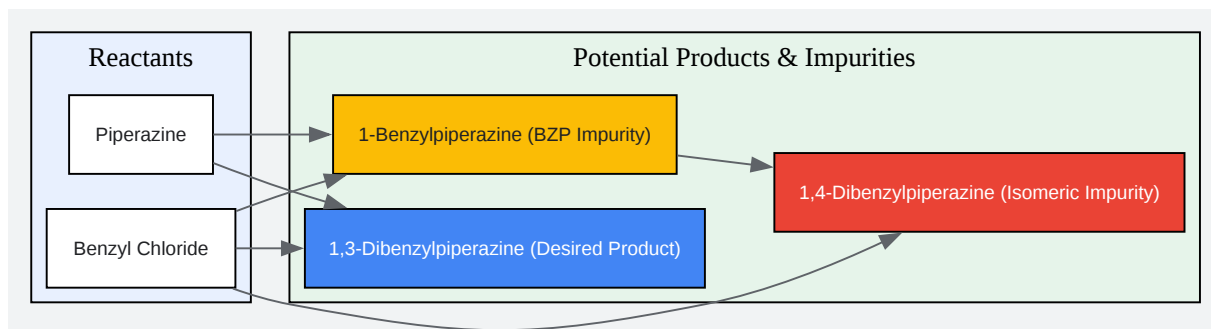 Reactants
Potential Products & Impurities
Piperazine
1-Benzylpiperazine (BZP Impurity)
1,4-Dibenzylpiperazine (Isomeric Impurity)
Benzyl Chloride
1,3-Dibenzylpiperazine (Desired Product)